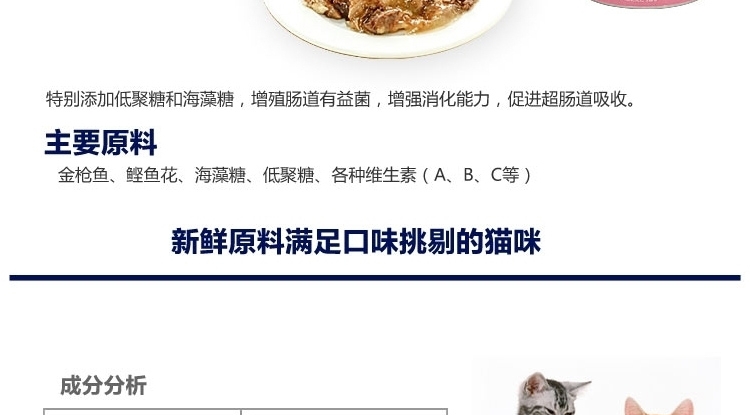 特别添加低聚糖和海藻糖，增殖肠道有益菌，增强消化能力，促进超肠道吸收。
主要原料
金枪鱼、鲣鱼花、海藻糖、低聚糖、各种维生素（A、B、C等）
新鲜原料满足口味挑剔的猫咪
成分分析